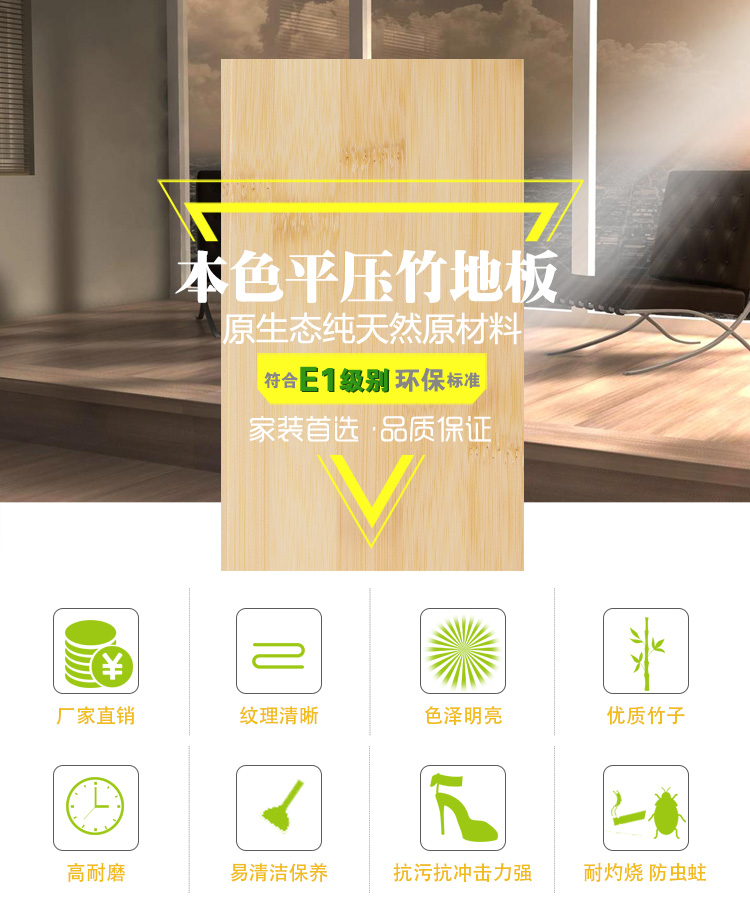 本色平压竹地板
原生态纯天然原材料
符合E1级别 环保标准
家装首选 ·品质保证
¥
厂家直销
纹理清晰
色泽明亮
优质竹子
高耐磨
易清洁保养
抗污抗冲击力强
耐灼烧 防虫蛀